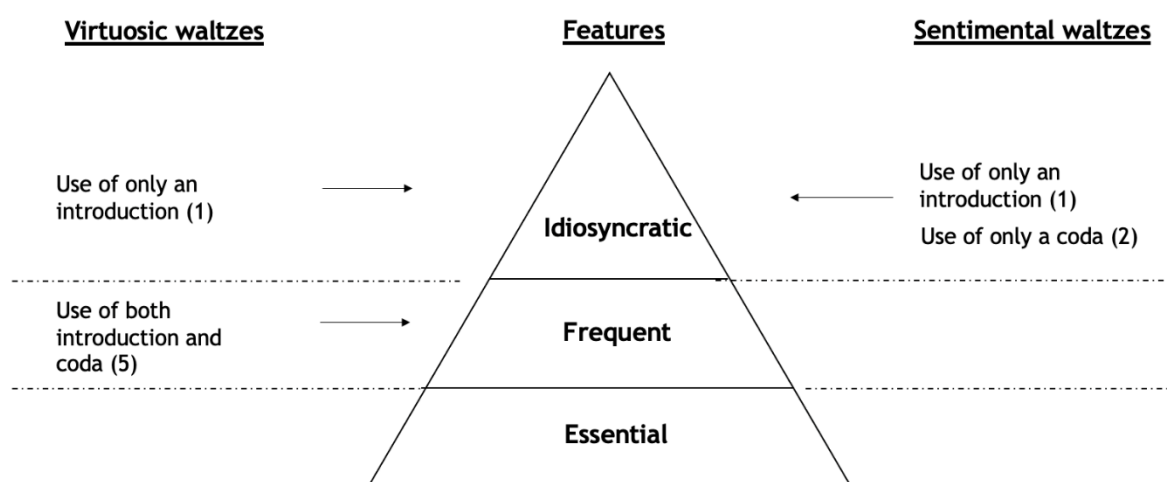 Virtuosic waltzes
Features
Sentimental waltzes
Use of only an
introduction (1)
Idiosyncratic
Use of only an
introduction (1)
Use of only a coda (2)
Use of both
introduction and
coda (5)
Frequent
Essential